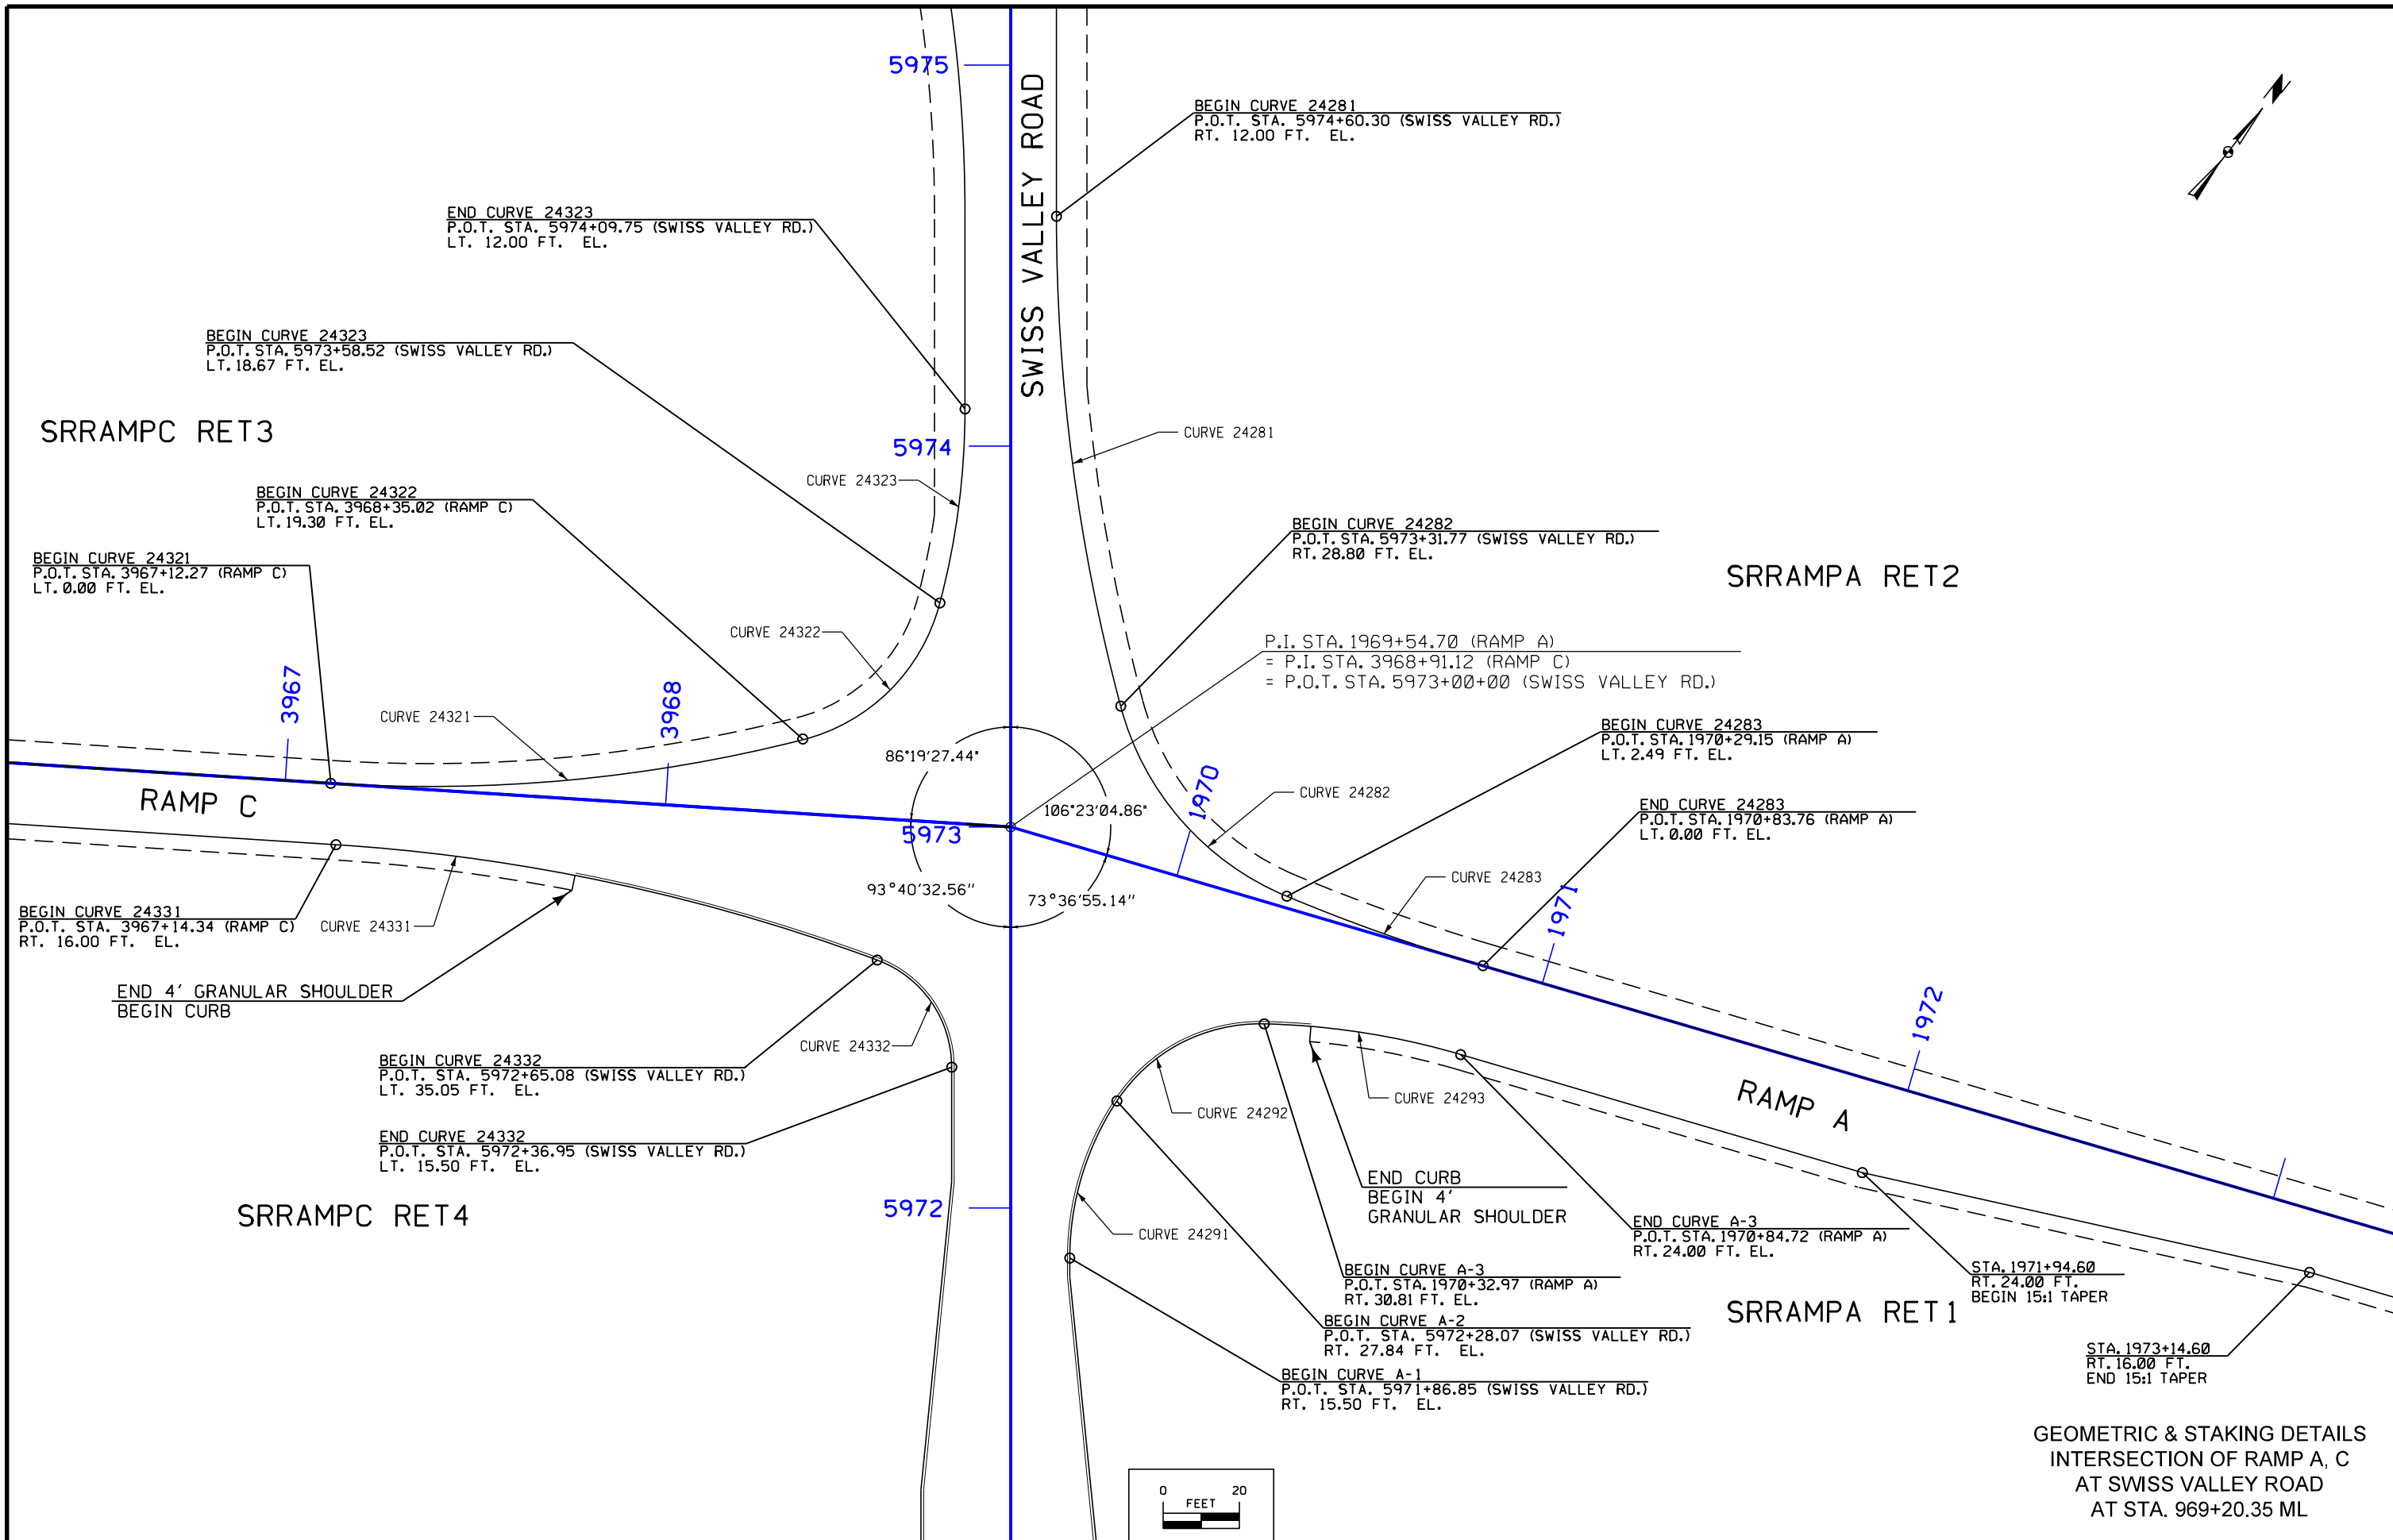 5975
SWISS VALLEY ROAD
BEGIN CURVE 24281
P.O.T. STA. 5974+60.30 (SWISS VALLEY RD.)
RT. 12.00 FT. EL.
N
END CURVE 24323
P.O.T. STA. 5974+09.75 (SWISS VALLEY RD.)
LT. 12.00 FT. EL.
BEGIN CURVE 24323
P.O.T. STA. 5973+58.52 (SWISS VALLEY RD.)
LT. 18.67 FT. EL.
SRRAMPC RET3
5974
CURVE 24281
CURVE 24323
BEGIN CURVE 24322
P.O.T. STA. 3968+35.02 (RAMP C)
LT. 19.30 FT. EL.
BEGIN CURVE 24282
P.O.T. STA. 5973+31.77 (SWISS VALLEY RD.)
RT. 28.80 FT. EL.
BEGIN CURVE 24321
P.O.T. STA. 3967+12.27 (RAMP C)
LT. 0.00 FT. EL.
SRRAMPA RET2
CURVE 24322
P.I. STA. 1969+54.70 (RAMP A)
= P.I. STA. 3968+91.12 (RAMP C)
= P.O.T. STA. 5973+00+00 (SWISS VALLEY RD.)
3967
3968
CURVE 24321
BEGIN CURVE 24283
P.O.T. STA. 1970+29.15 (RAMP A)
LT. 2.49 FT. EL.
86°19'27.44"
106°23'04.86"
1970
CURVE 24282
RAMP C
END CURVE 24283
P.O.T. STA. 1970+83.76 (RAMP A)
LT. 0.00 FT. EL.
5973
93°40'32.56"
73°36'55.14"
CURVE 24283
1971
BEGIN CURVE 24331
P.O.T. STA. 3967+14.34 (RAMP C)
RT. 16.00 FT. EL.
CURVE 24331
END 4' GRANULAR SHOULDER
BEGIN CURB
1972
CURVE 24332
BEGIN CURVE 24332
P.O.T. STA. 5972+65.08 (SWISS VALLEY RD.)
LT. 35.05 FT. EL.
CURVE 24292
CURVE 24293
RAMP A
END CURVE 24332
P.O.T. STA. 5972+36.95 (SWISS VALLEY RD.)
LT. 15.50 FT. EL.
END CURB
BEGIN 4'
GRANULAR SHOULDER
SRRAMPC RET4
5972
CURVE 24291
END CURVE A-3
P.O.T. STA. 1970+84.72 (RAMP A)
RT. 24.00 FT. EL.
BEGIN CURVE A-3
P.O.T. STA. 1970+32.97 (RAMP A)
RT. 30.81 FT. EL.
STA. 1971+94.60
RT. 24.00 FT.
BEGIN 15:1 TAPER
SRRAMPA RET1
BEGIN CURVE A-2
P.O.T. STA. 5972+28.07 (SWISS VALLEY RD.)
RT. 27.84 FT. EL.
STA. 1973+14.60
RT. 16.00 FT.
END 15:1 TAPER
BEGIN CURVE A-1
P.O.T. STA. 5971+86.85 (SWISS VALLEY RD.)
RT. 15.50 FT. EL.
0 20
FEET
GEOMETRIC & STAKING DETAILS
INTERSECTION OF RAMP A, C
AT SWISS VALLEY ROAD
AT STA. 969+20.35 ML